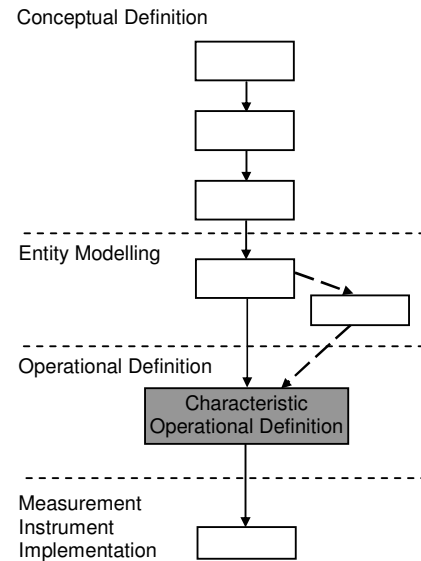 Conceptual Definition
Entity Modelling
Operational Definition
Characteristic
Operational Definition
Measurement
Instrument
Implementation